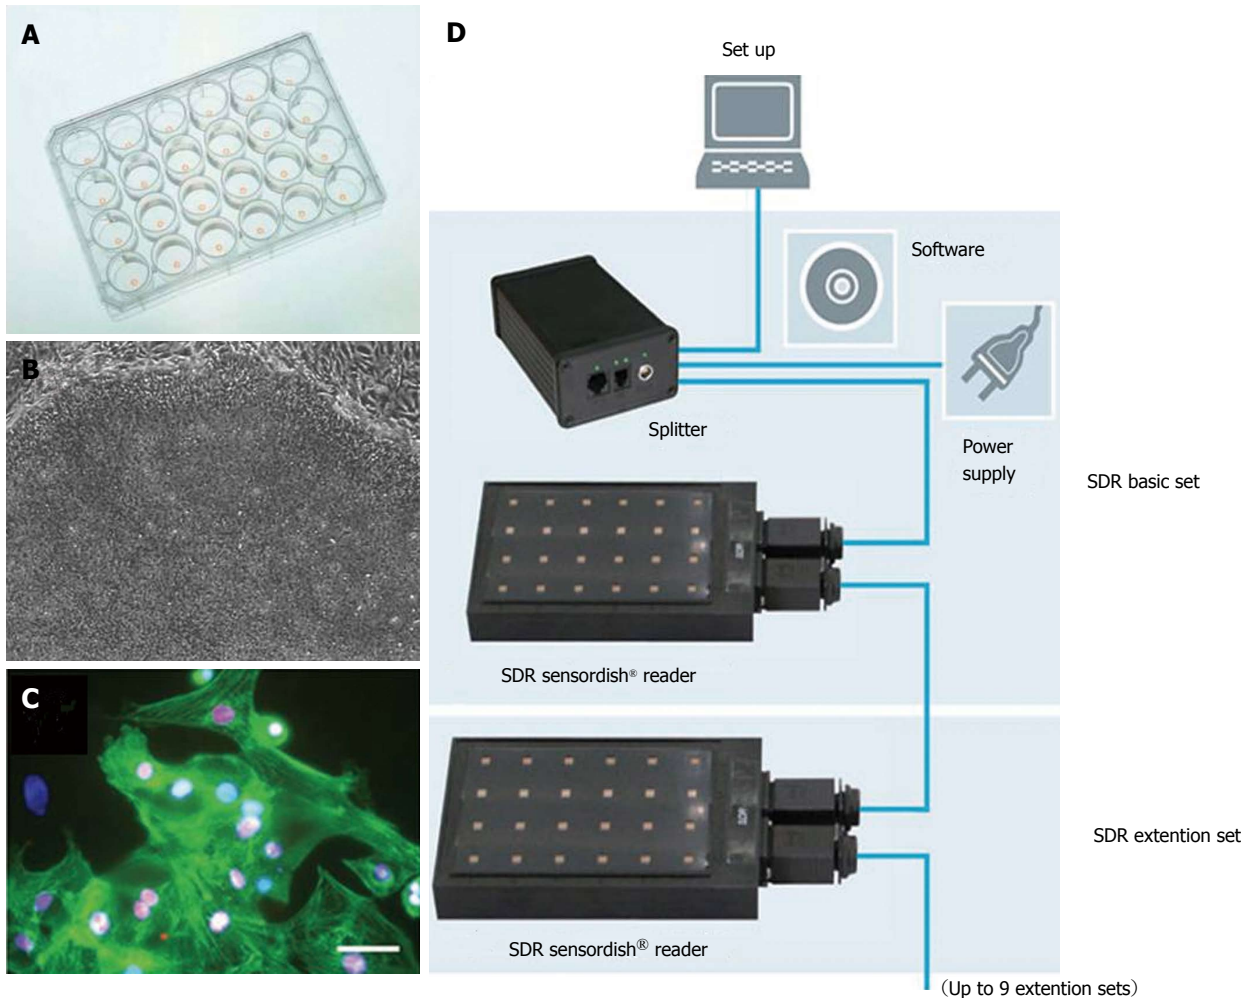 A
B
C
D
Set up
Software
Splitter
Power
supply
SDR basic set
SDR sensordish® reader
SDR extention set
SDR sensordish® reader
(Up to 9 extention sets)